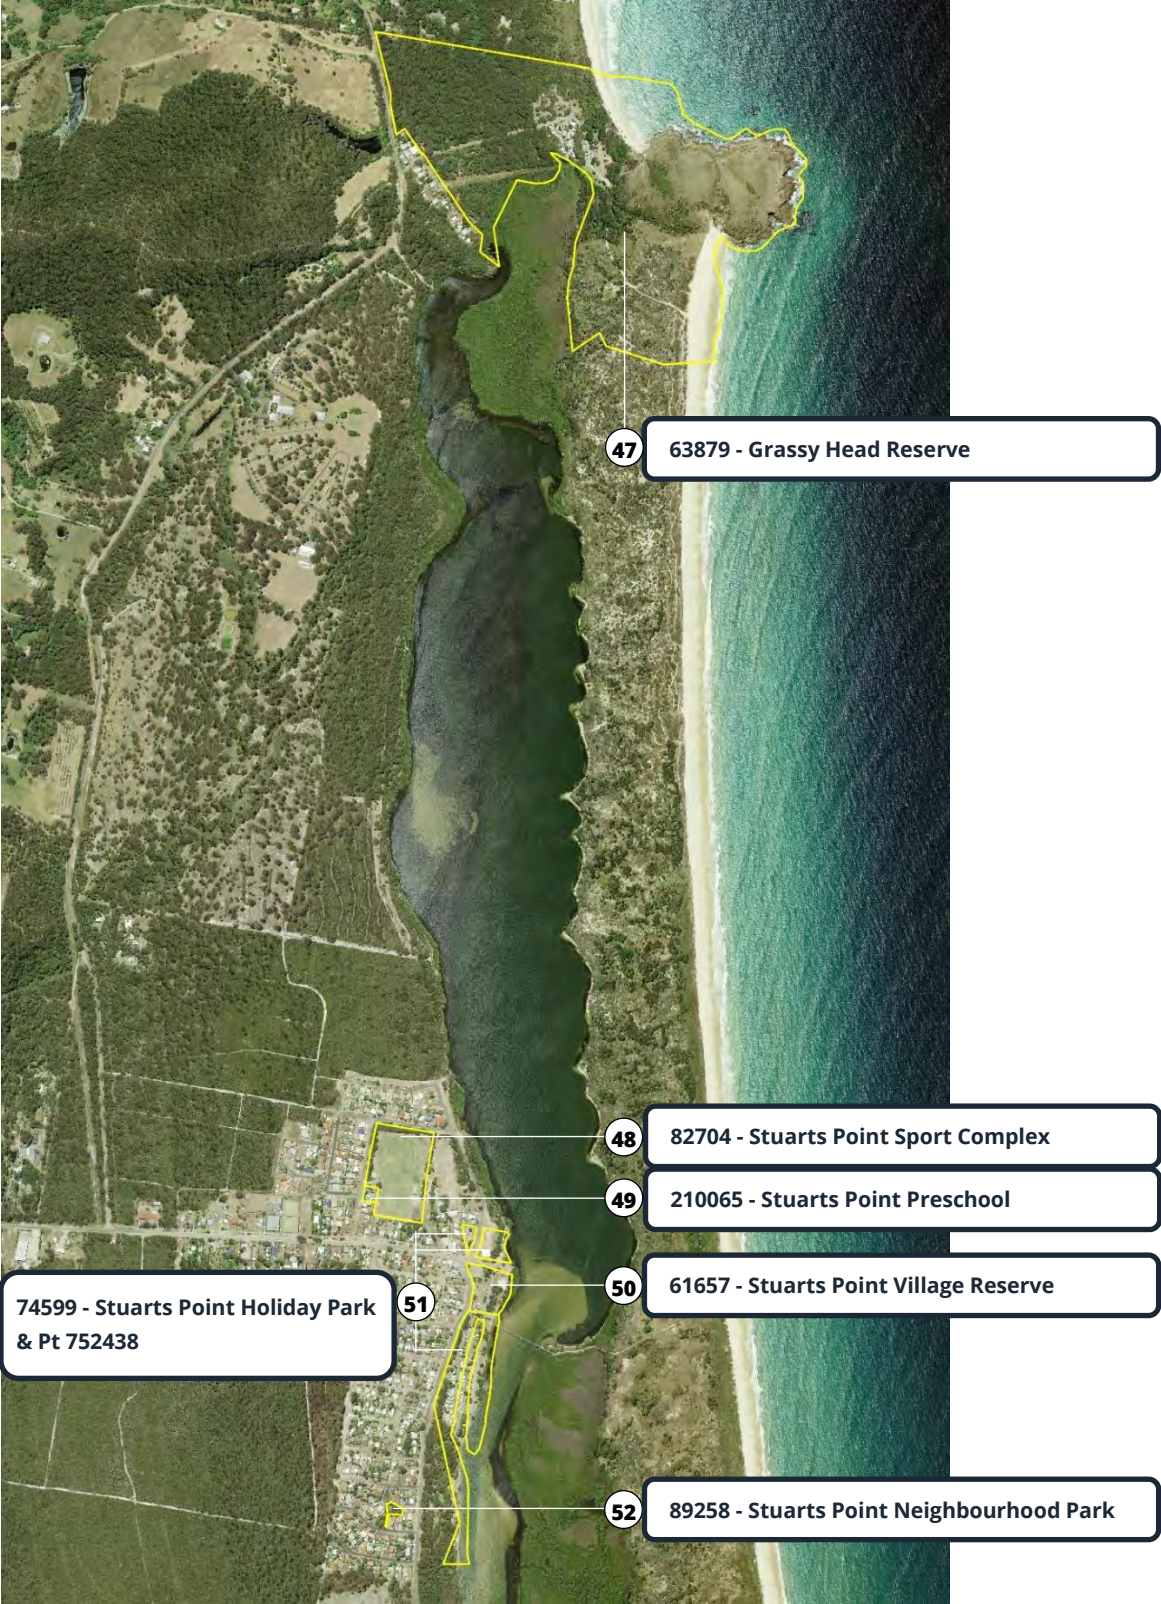 47
63879 - Grassy Head Reserve
48
82704 - Stuarts Point Sport Complex
49
210065 - Stuarts Point Preschool
50
61657 - Stuarts Point Village Reserve
74599 - Stuarts Point Holiday Park
& Pt 752438
51
52
89258 - Stuarts Point Neighbourhood Park